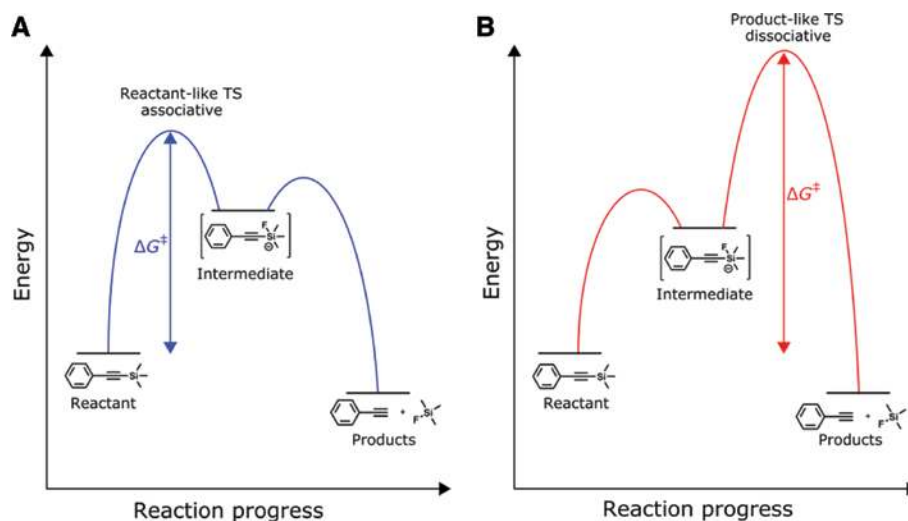 A
Reactant-like TS
associative
ΔG‡
F
Si
⊖
Intermediate
Si
Reactant
+
F
Si
Products
Energy
Reaction progress
B
Product-like TS
dissociative
ΔG‡
F
Si
⊖
Intermediate
Si
Reactant
+
F
Si
Products
Energy
Reaction progress